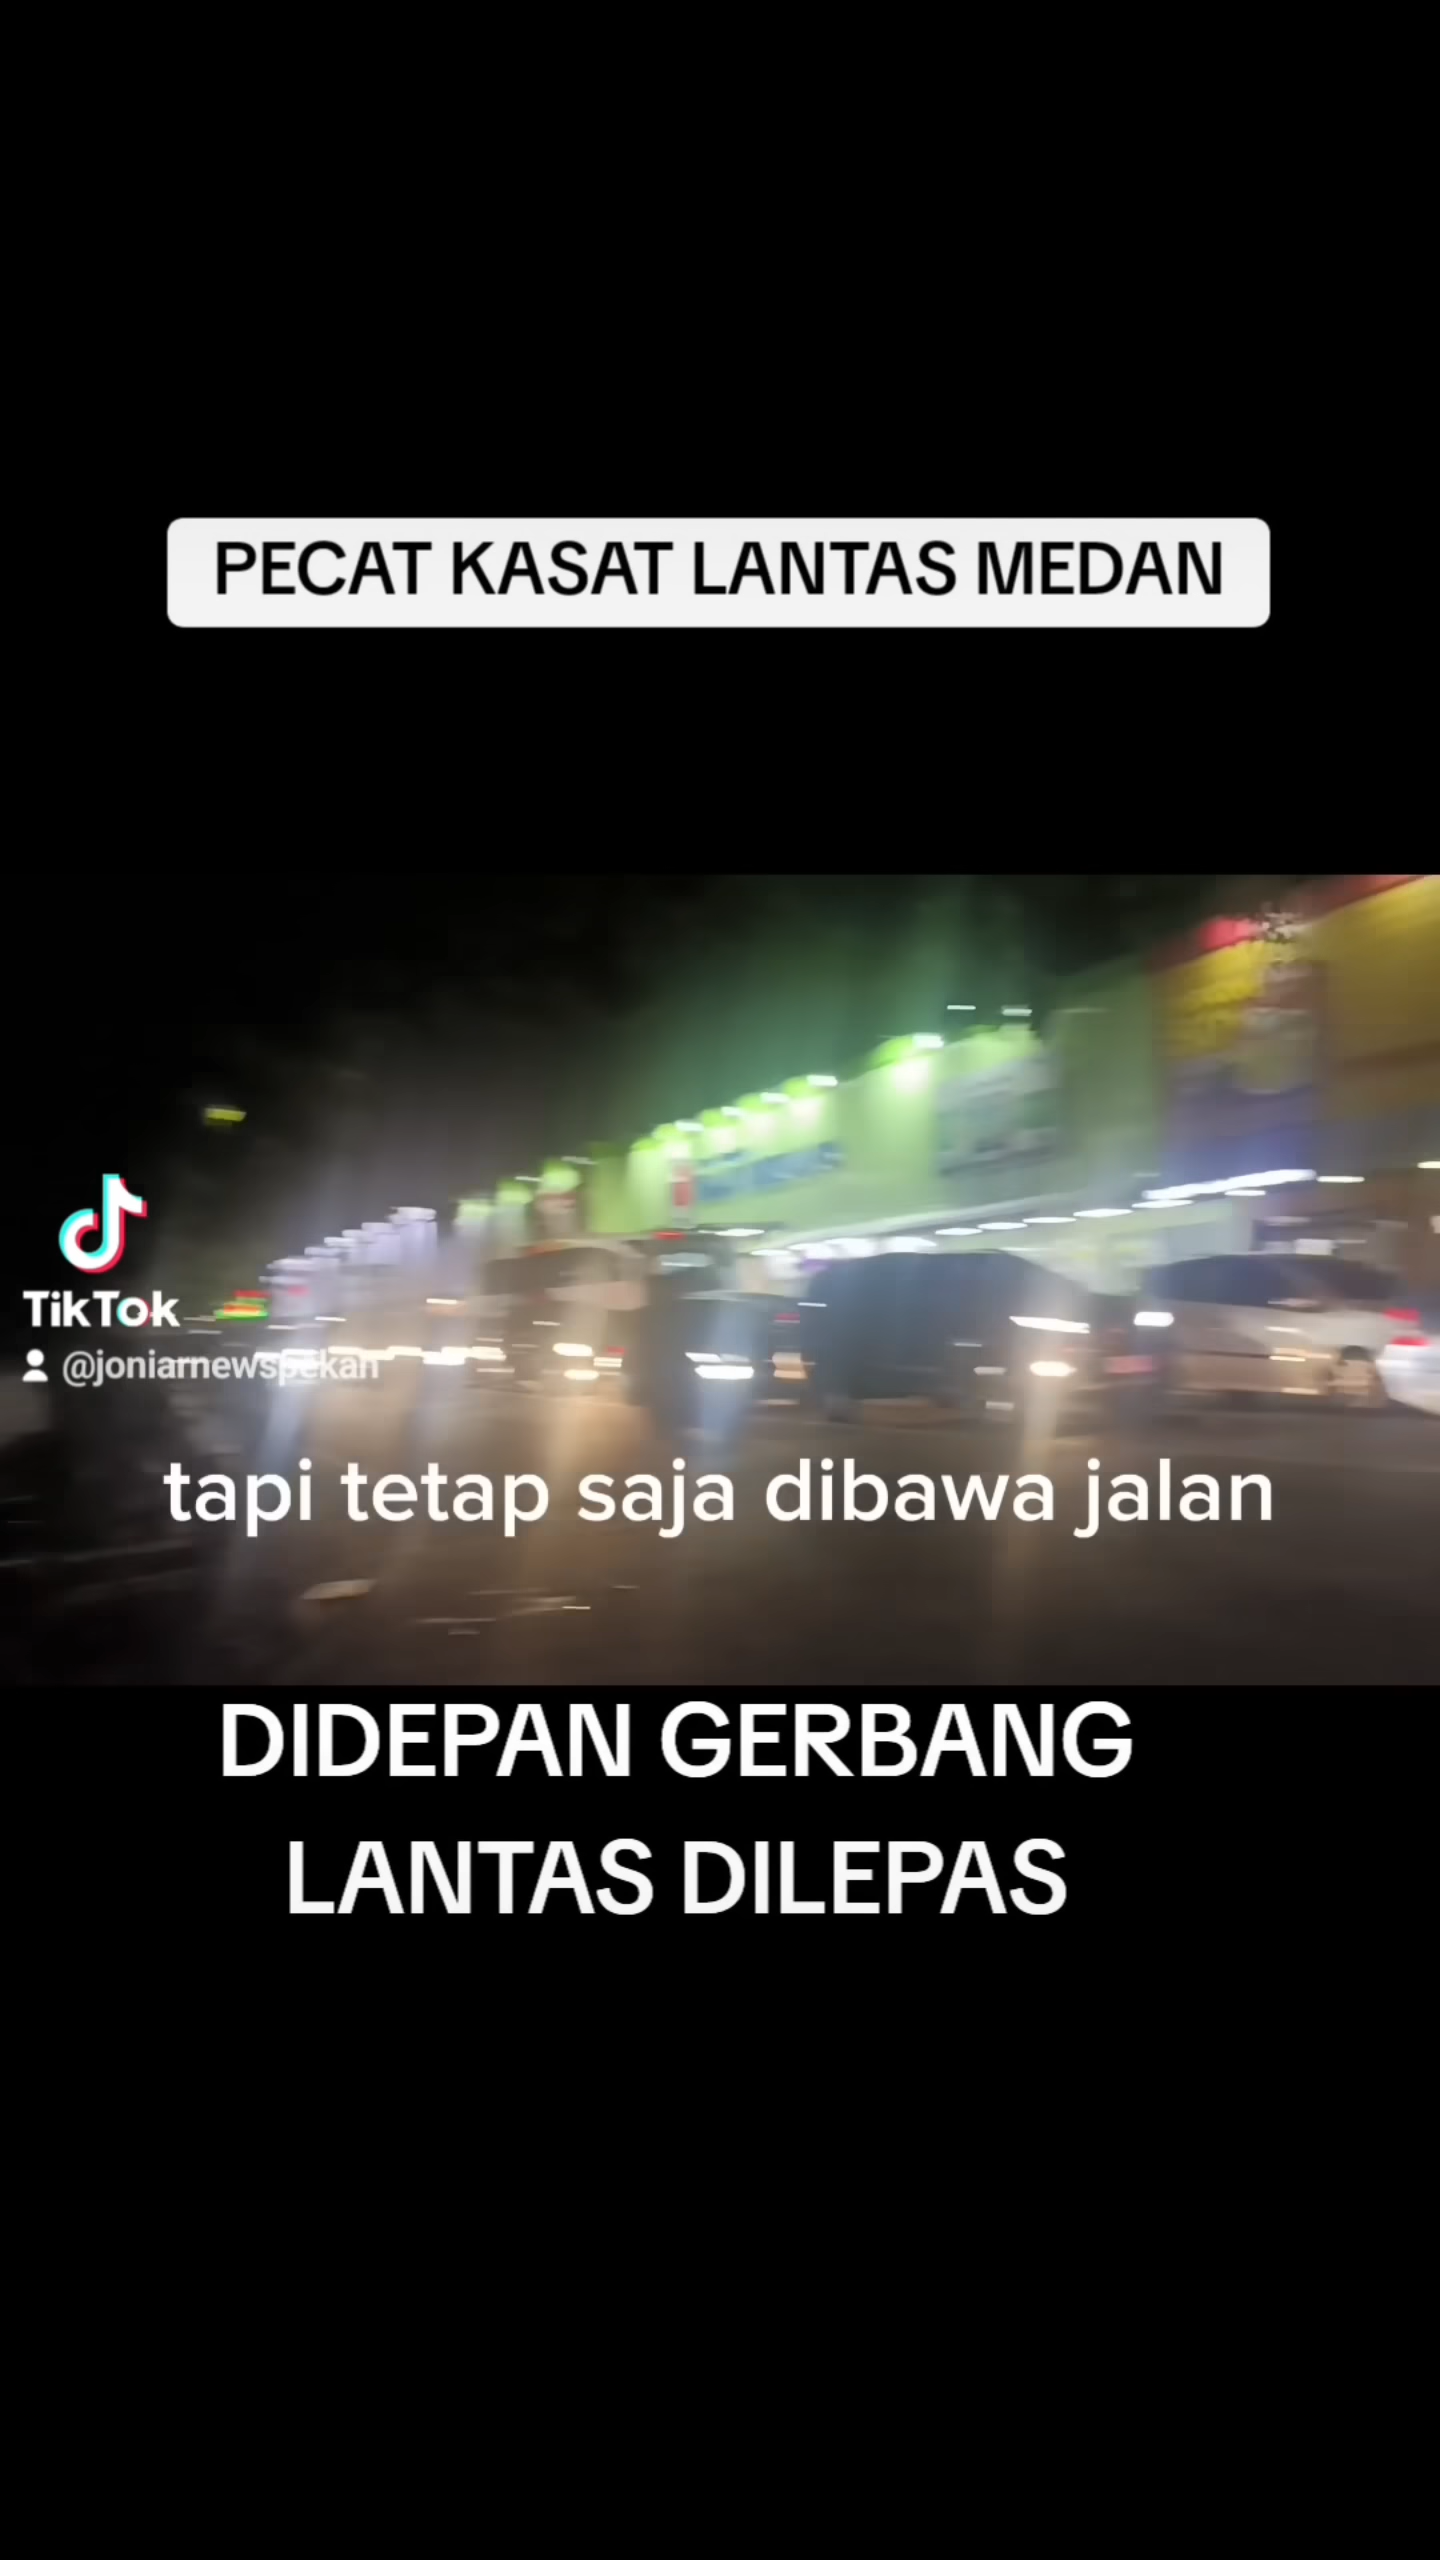 PECAT KASAT LANTAS MEDAN
TikTok
@joniarnewspekan
tapi tetap saja dibawa jalan
DIDEPAN GERBANG
LANTAS DILEPAS